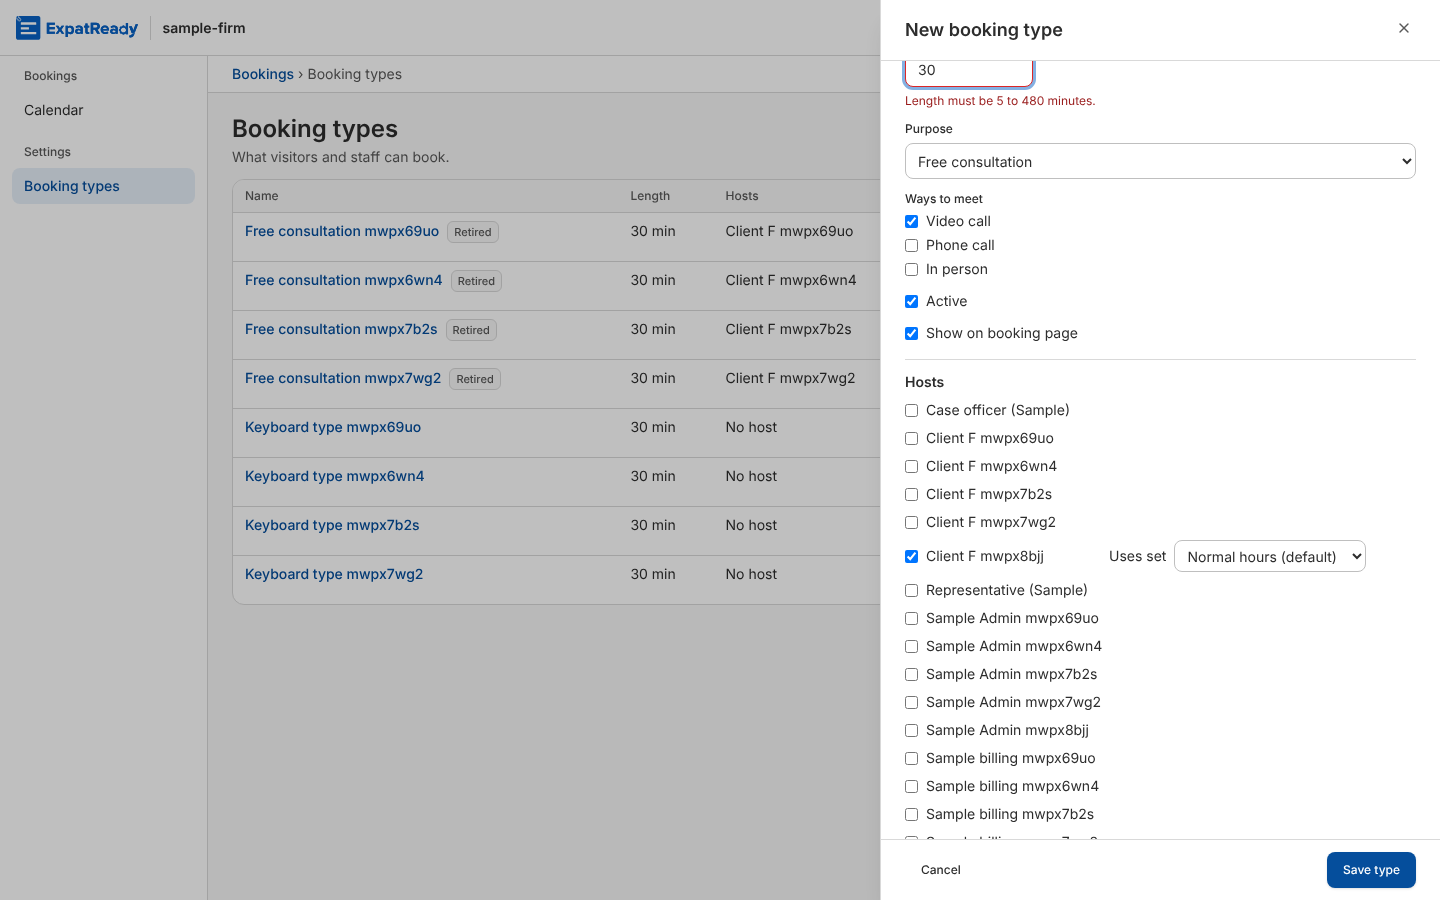 ExpatReady
sample-firm
Bookings
Calendar
Settings
Booking types
Bookings › Booking types
Booking types
What visitors and staff can book.
Name Length Hosts
Free consultation mwpx69uo Retired 30 min Client F mwpx69uo
Free consultation mwpx6wn4 Retired 30 min Client F mwpx6wn4
Free consultation mwpx7b2s Retired 30 min Client F mwpx7b2s
Free consultation mwpx7wg2 Retired 30 min Client F mwpx7wg2
Keyboard type mwpx69uo 30 min No host
Keyboard type mwpx6wn4 30 min No host
Keyboard type mwpx7b2s 30 min No host
Keyboard type mwpx7wg2 30 min No host
New booking type
30
Length must be 5 to 480 minutes.
Purpose
Free consultation
Ways to meet
Video call
Phone call
In person
Active
Show on booking page
Hosts
Case officer (Sample)
Client F mwpx69uo
Client F mwpx6wn4
Client F mwpx7b2s
Client F mwpx7wg2
Client F mwpx8bjj Uses set Normal hours (default)
Representative (Sample)
Sample Admin mwpx69uo
Sample Admin mwpx6wn4
Sample Admin mwpx7b2s
Sample Admin mwpx7wg2
Sample Admin mwpx8bjj
Sample billing mwpx69uo
Sample billing mwpx6wn4
Sample billing mwpx7b2s
Cancel
Save type